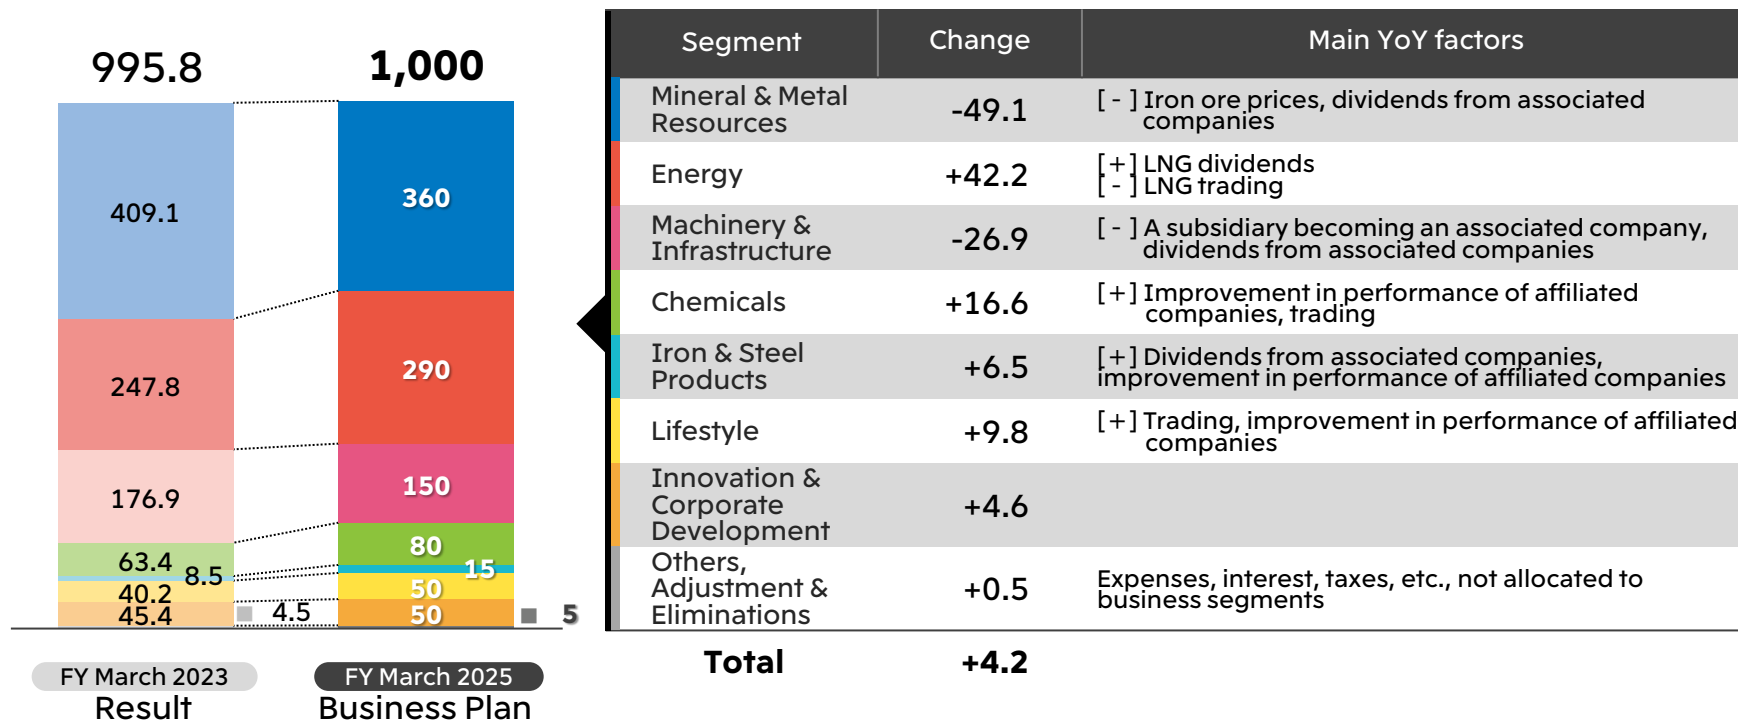 995.8
1,000
409.1
360
247.8
290
176.9
150
63.4
80
8.5
15
40.2
50
45.4
4.5
50
5
FY March 2023
Result
FY March 2025
Business Plan
Segment Change Main YoY factors
Mineral & Metal
Resources
-49.1
[ - ] Iron ore prices, dividends from associated
companies
Energy
+42.2
[+] LNG dividends
[ - ] LNG trading
Machinery &
Infrastructure
-26.9
[ - ] A subsidiary becoming an associated company,
dividends from associated companies
Chemicals
+16.6
[+] Improvement in performance of affiliated
companies, trading
Iron & Steel
Products
+6.5
[+] Dividends from associated companies,
improvement in performance of affiliated companies
Lifestyle
+9.8
[+] Trading, improvement in performance of affiliated
companies
Innovation &
Corporate
Development
+4.6
Others,
Adjustment &
Eliminations
+0.5
Expenses, interest, taxes, etc., not allocated to
business segments
Total +4.2